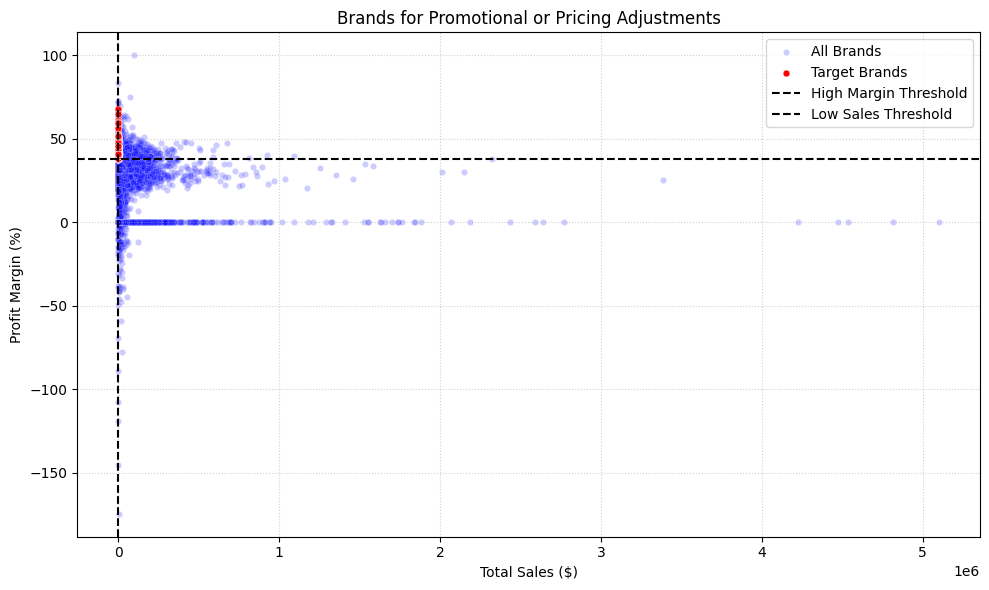 Brands for Promotional or Pricing Adjustments
All Brands
Target Brands
High Margin Threshold
Low Sales Threshold
Profit Margin (%)
100
50
0
−50
−100
−150
0 1 2 3 4 5
1e6
Total Sales ($)